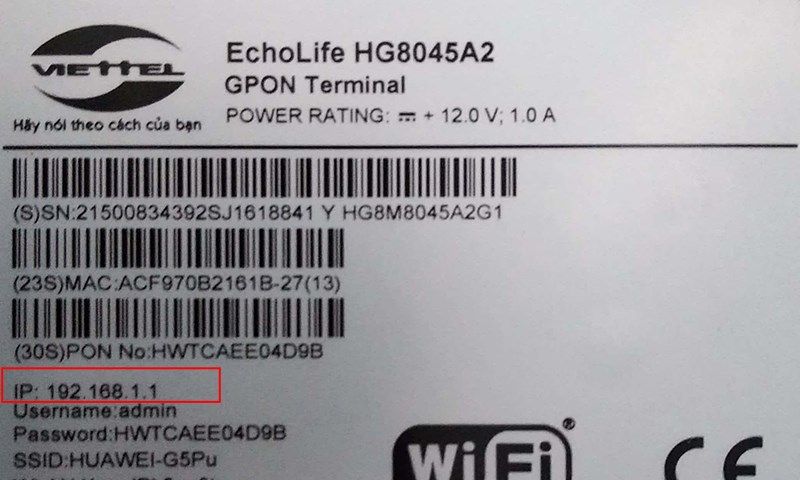 VIETTEL
Hãy nói theo cách của bạn
EchoLife HG8045A2
GPON Terminal
POWER RATING: ⎓ + 12.0 V; 1.0 A
(S)SN:21500834392SJ1618841 Y HG8M8045A2G1
(23S)MAC:ACF970B2161B-27(13)
(30S)PON No:HWTCAEE04D9B
IP: 192.168.1.1
Username:admin
Password:HWTCAEE04D9B
SSID:HUAWEI-G5Pu
WiFi®
CE